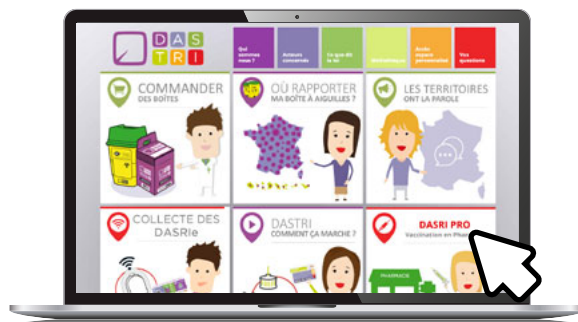 DAS
TRI
Qui
sommes
nous ?
Acteurs
concernés
Ce que dit
la loi
Médiathèque
Accès
espace
personnalisé
Vos
questions
COMMANDER
DES BOÎTES
OÙ RAPPORTER
MA BOÎTE À AIGUILLES ?
LES TERRITOIRES
ONT LA PAROLE
COLLECTE DES
DASRIe
DASTRI
COMMENT ÇA MARCHE ?
DASRI PRO
Vaccination en
PHARMACIE